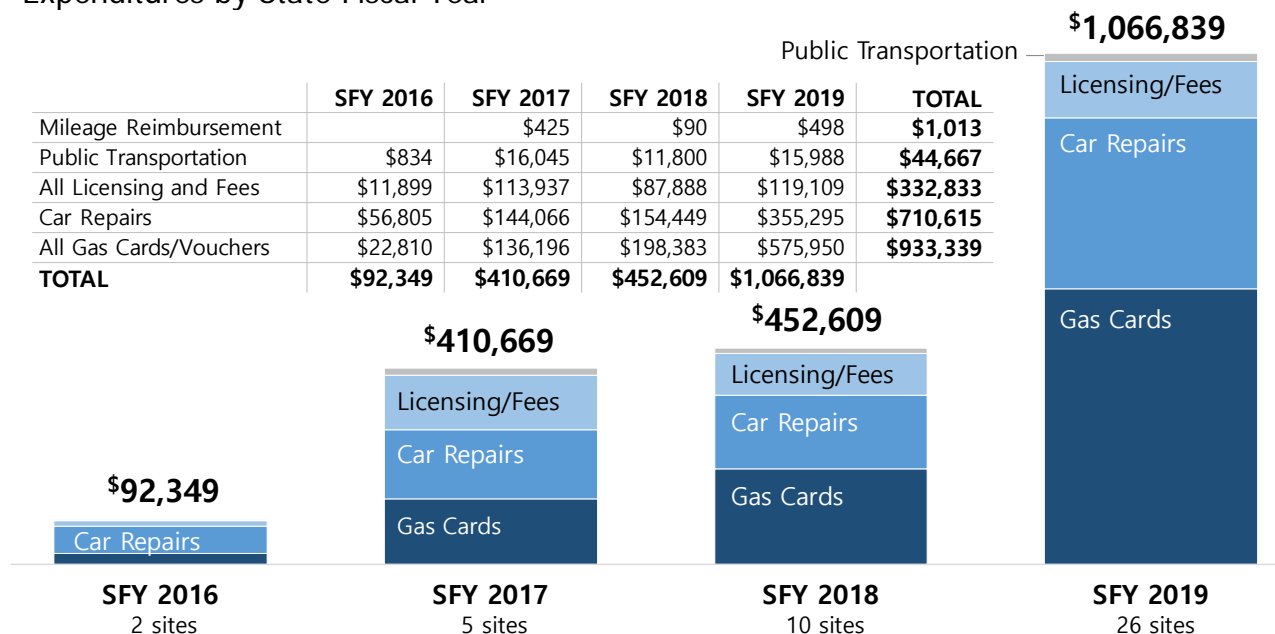 Expenditures by State Fiscal Year
$1,066,839
Public Transportation
SFY 2016 SFY 2017 SFY 2018 SFY 2019 TOTAL
Mileage Reimbursement $425 $90 $498 $1,013
Public Transportation $834 $16,045 $11,800 $15,988 $44,667
All Licensing and Fees $11,899 $113,937 $87,888 $119,109 $332,833
Car Repairs $56,805 $144,066 $154,449 $355,295 $710,615
All Gas Cards/Vouchers $22,810 $136,196 $198,383 $575,950 $933,339
TOTAL $92,349 $410,669 $452,609 $1,066,839
Licensing/Fees
Car Repairs
Gas Cards
$452,609
Licensing/Fees
Car Repairs
Gas Cards
$410,669
Licensing/Fees
Car Repairs
Gas Cards
$92,349
Car Repairs
SFY 2016 SFY 2017 SFY 2018 SFY 2019
2 sites 5 sites 10 sites 26 sites